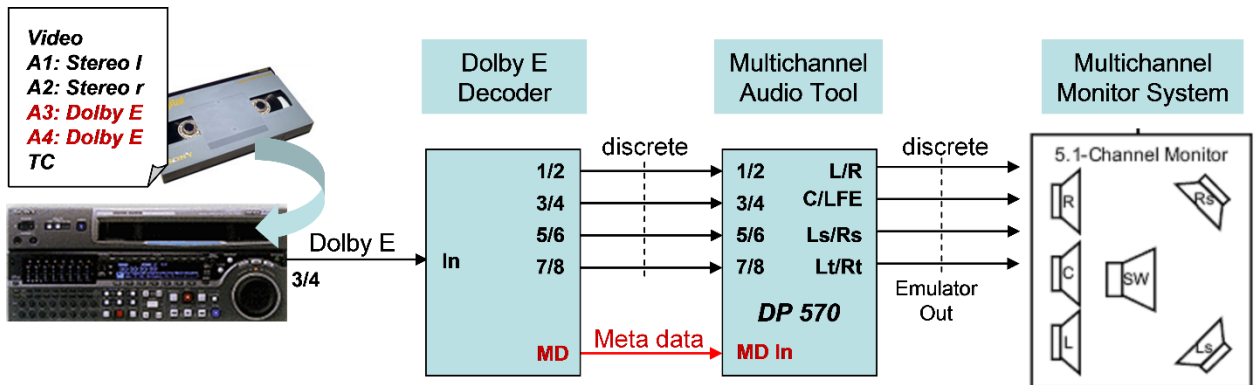 Video
A1: Stereo l
A2: Stereo r
A3: Dolby E
A4: Dolby E
TC
SONY
3/4
Dolby E
Dolby E
Decoder
In
1/2
3/4
5/6
7/8
MD
discrete
Meta data
Multichannel
Audio Tool
1/2
3/4
5/6
7/8
L/R
C/LFE
Ls/Rs
Lt/Rt
DP 570
MD In
discrete
Emulator
Out
Multichannel
Monitor System
5.1-Channel Monitor
R
Rs
C
SW
L
Ls